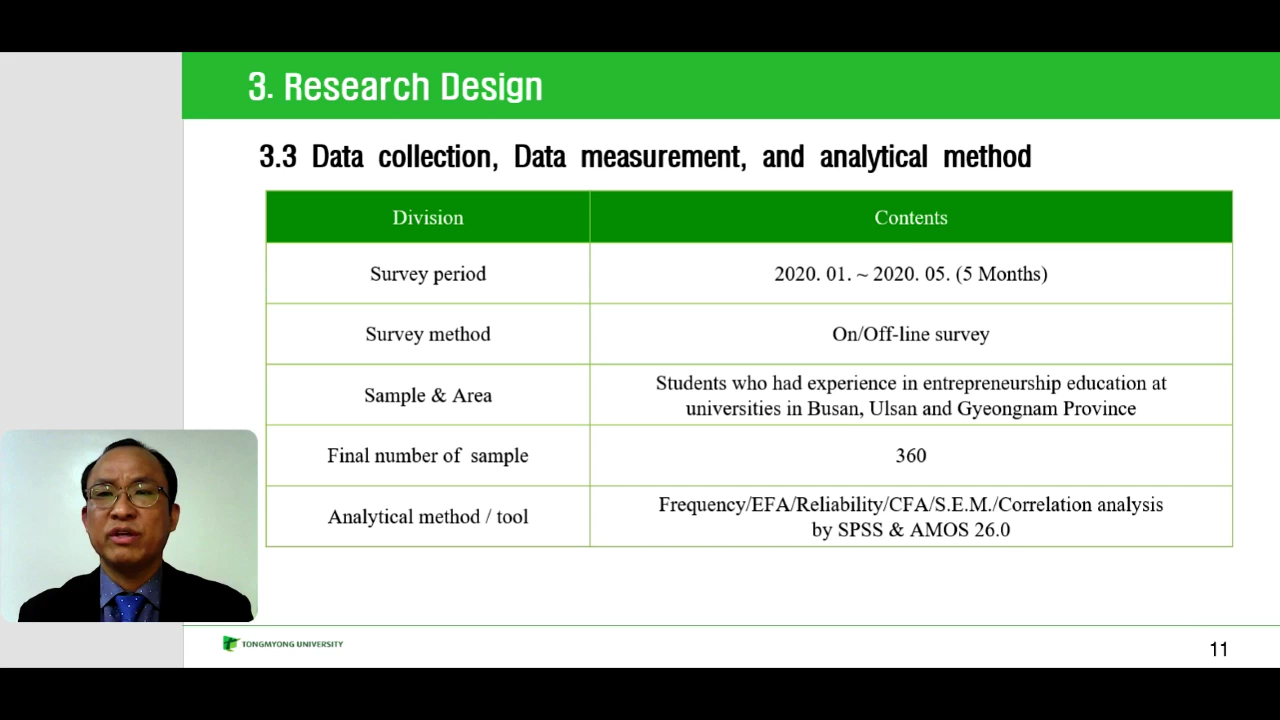 3. Research Design
3.3 Data collection, Data measurement, and analytical method
Division
Contents
Survey period
2020. 01. ~ 2020. 05. (5 Months)
Survey method
On/Off-line survey
Sample & Area
Students who had experience in entrepreneurship education at
universities in Busan, Ulsan and Gyeongnam Province
Final number of sample
360
Analytical method / tool
Frequency/EFA/Reliability/CFA/S.E.M./Correlation analysis
by SPSS & AMOS 26.0
TONGMYONG UNIVERSITY
11